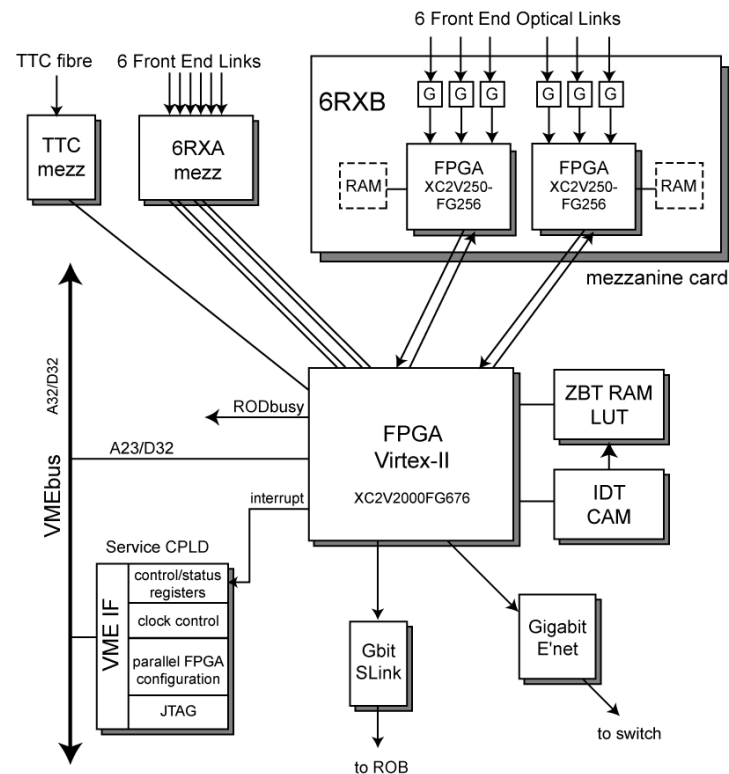 6 Front End Optical Links
TTC fibre
6 Front End Links
G
G
G
G
G
G
6RXB
TTC
mezz
6RXA
mezz
RAM
FPGA
XC2V250-
FG256
FPGA
XC2V250-
FG256
RAM
mezzanine card
A32/D32
VMEbus
RODbusy
A23/D32
interrupt
FPGA
Virtex-II
XC2V2000FG676
ZBT RAM
LUT
IDT
CAM
Service CPLD
VME IF
control/status
registers
clock control
parallel FPGA
configuration
JTAG
Gbit
SLink
Gigabit
E'net
to switch
to ROB